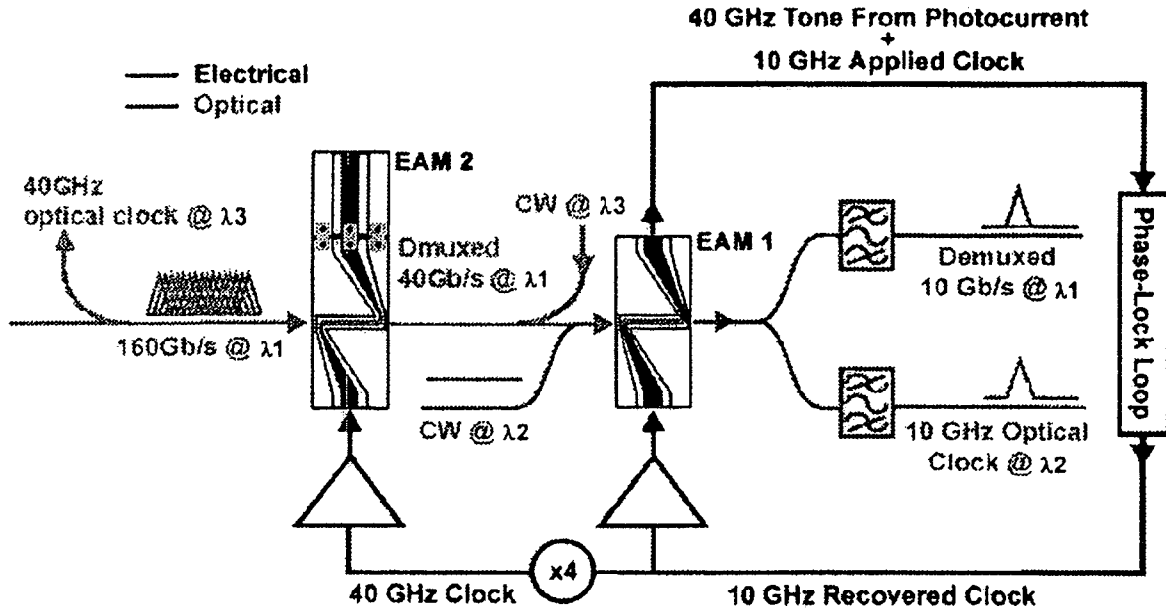 40 GHz Tone From Photocurrent
+
10 GHz Applied Clock
Electrical
Optical
EAM 2
40GHz
optical clock @ λ3
CW @ λ3
EAM 1
Dmuxed
40Gb/s @ λ1
Demuxed
10 Gb/s @ λ1
Phase-Lock Loop
160Gb/s @ λ1
CW @ λ2
10 GHz Optical
Clock @ λ2
x4
40 GHz Clock
10 GHz Recovered Clock